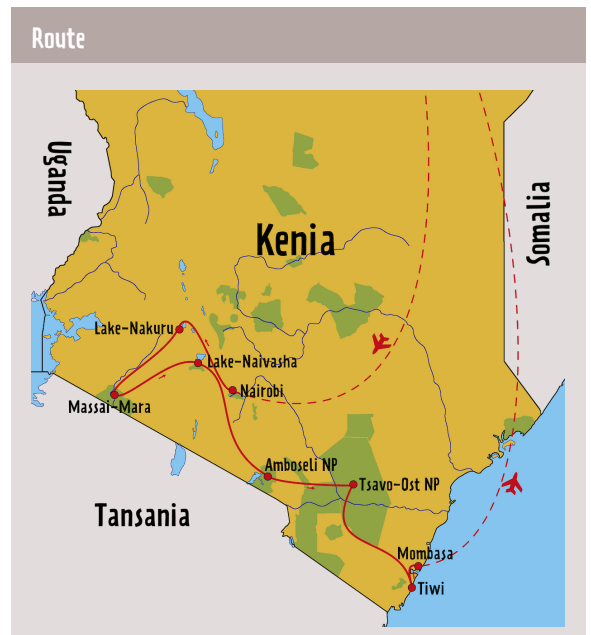 Route
Uganda
Somalia
Kenia
Lake-Nakuru
Lake-Naivasha
Nairobi
Massai-Mara
Amboseli NP
Tsavo-Ost NP
Tansania
Mombasa
Tiwi